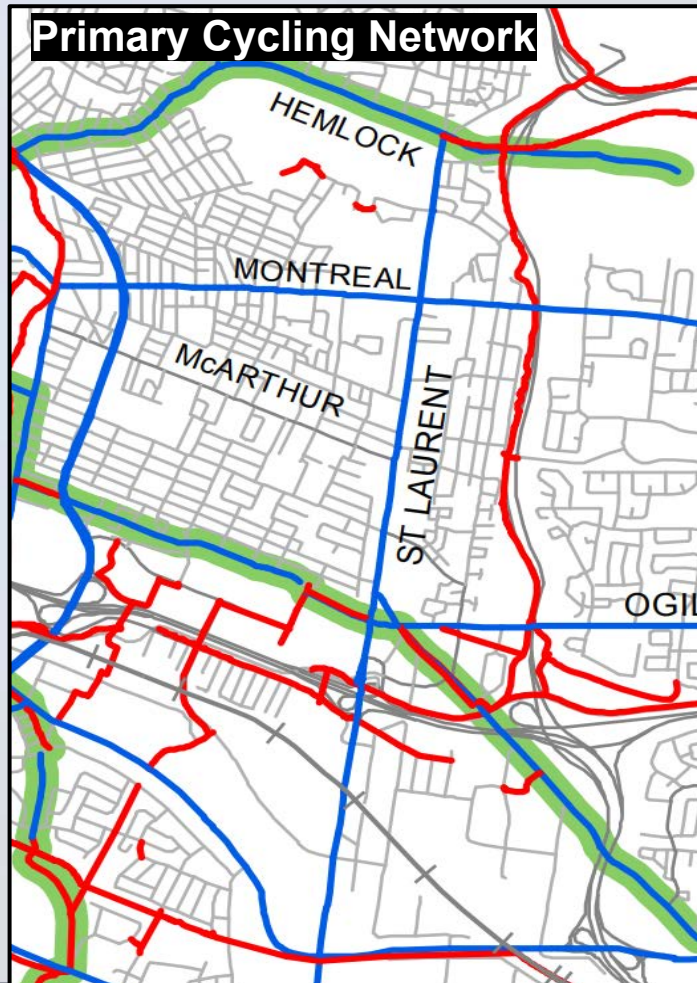 Primary Cycling Network
HEMLOCK
MONTREAL
McARTHUR
ST LAURENT
OGIL